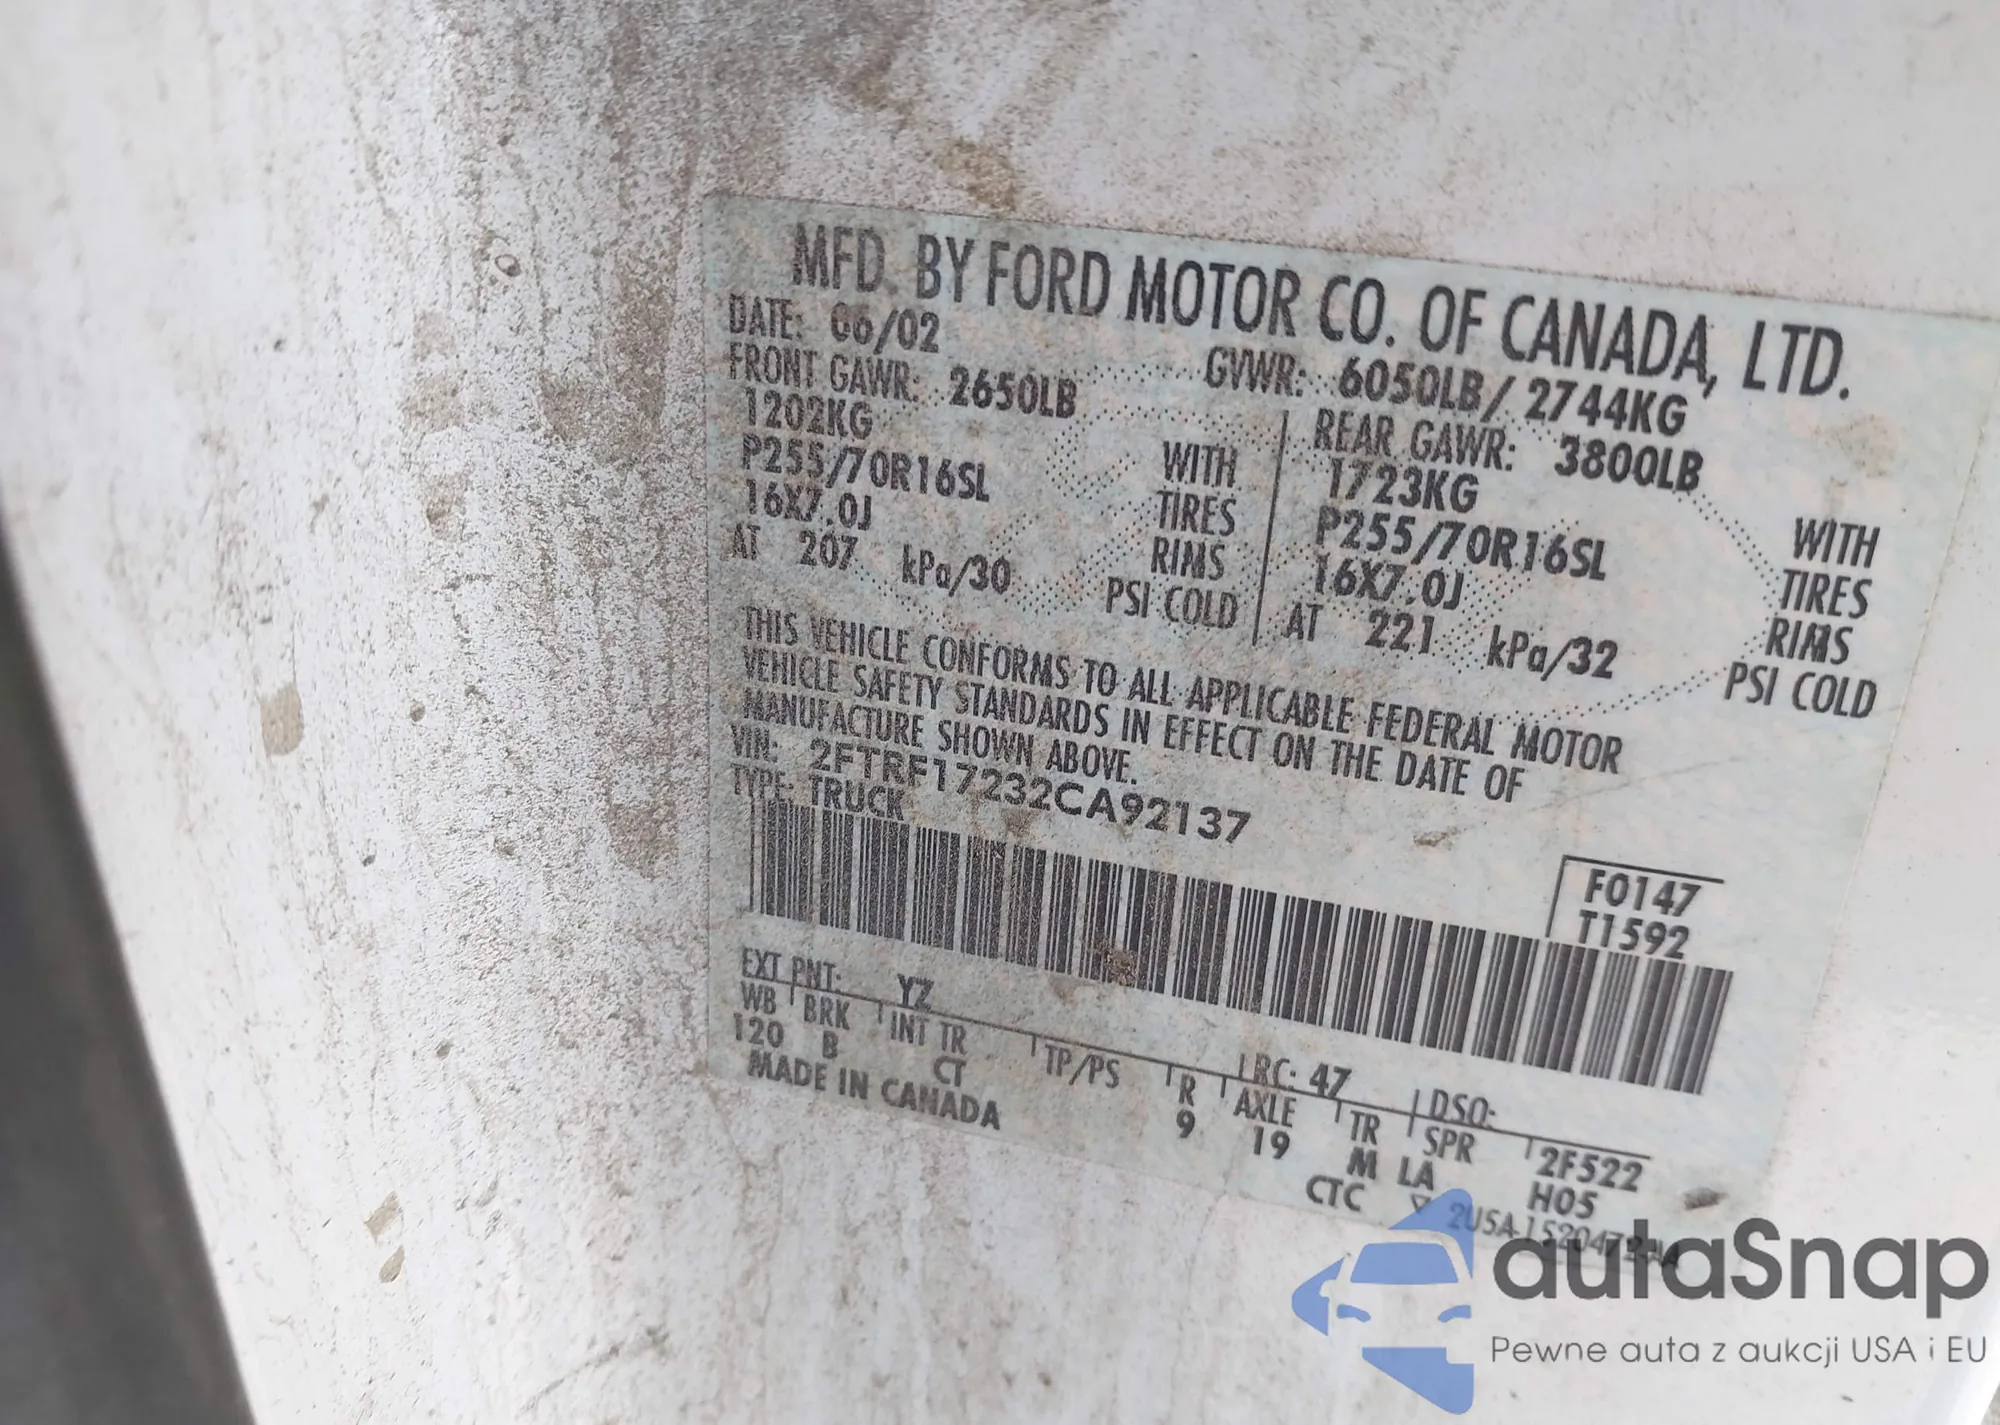 MFD. BY FORD MOTOR CO. OF CANADA, LTD.
DATE: 06/02 GVWR: 6050LB/2744KG
FRONT GAWR: 2650LB REAR GAWR: 3800LB
1202KG WITH 1723KG WITH
P255/70R16SL TIRES P255/70R16SL TIRES
16X7.0J RIMS 16X7.0J RIMS
AT 207 kPa/30 PSI COLD AT 221 kPa/32 PSI COLD
THIS VEHICLE CONFORMS TO ALL APPLICABLE FEDERAL MOTOR
VEHICLE SAFETY STANDARDS IN EFFECT ON THE DATE OF
MANUFACTURE SHOWN ABOVE.
VIN: 2FTRF17232CA92137
TYPE: TRUCK
F0147
T1592
EXT PNT: YZ RC: 47 DSO:
WB BRK INT TR TP/PS R AXLE TR SPR 2F522
120 B CT 9 19 M LA H05
MADE IN CANADA CTC
autaSnap
Pewne auta z aukcji USA i EU